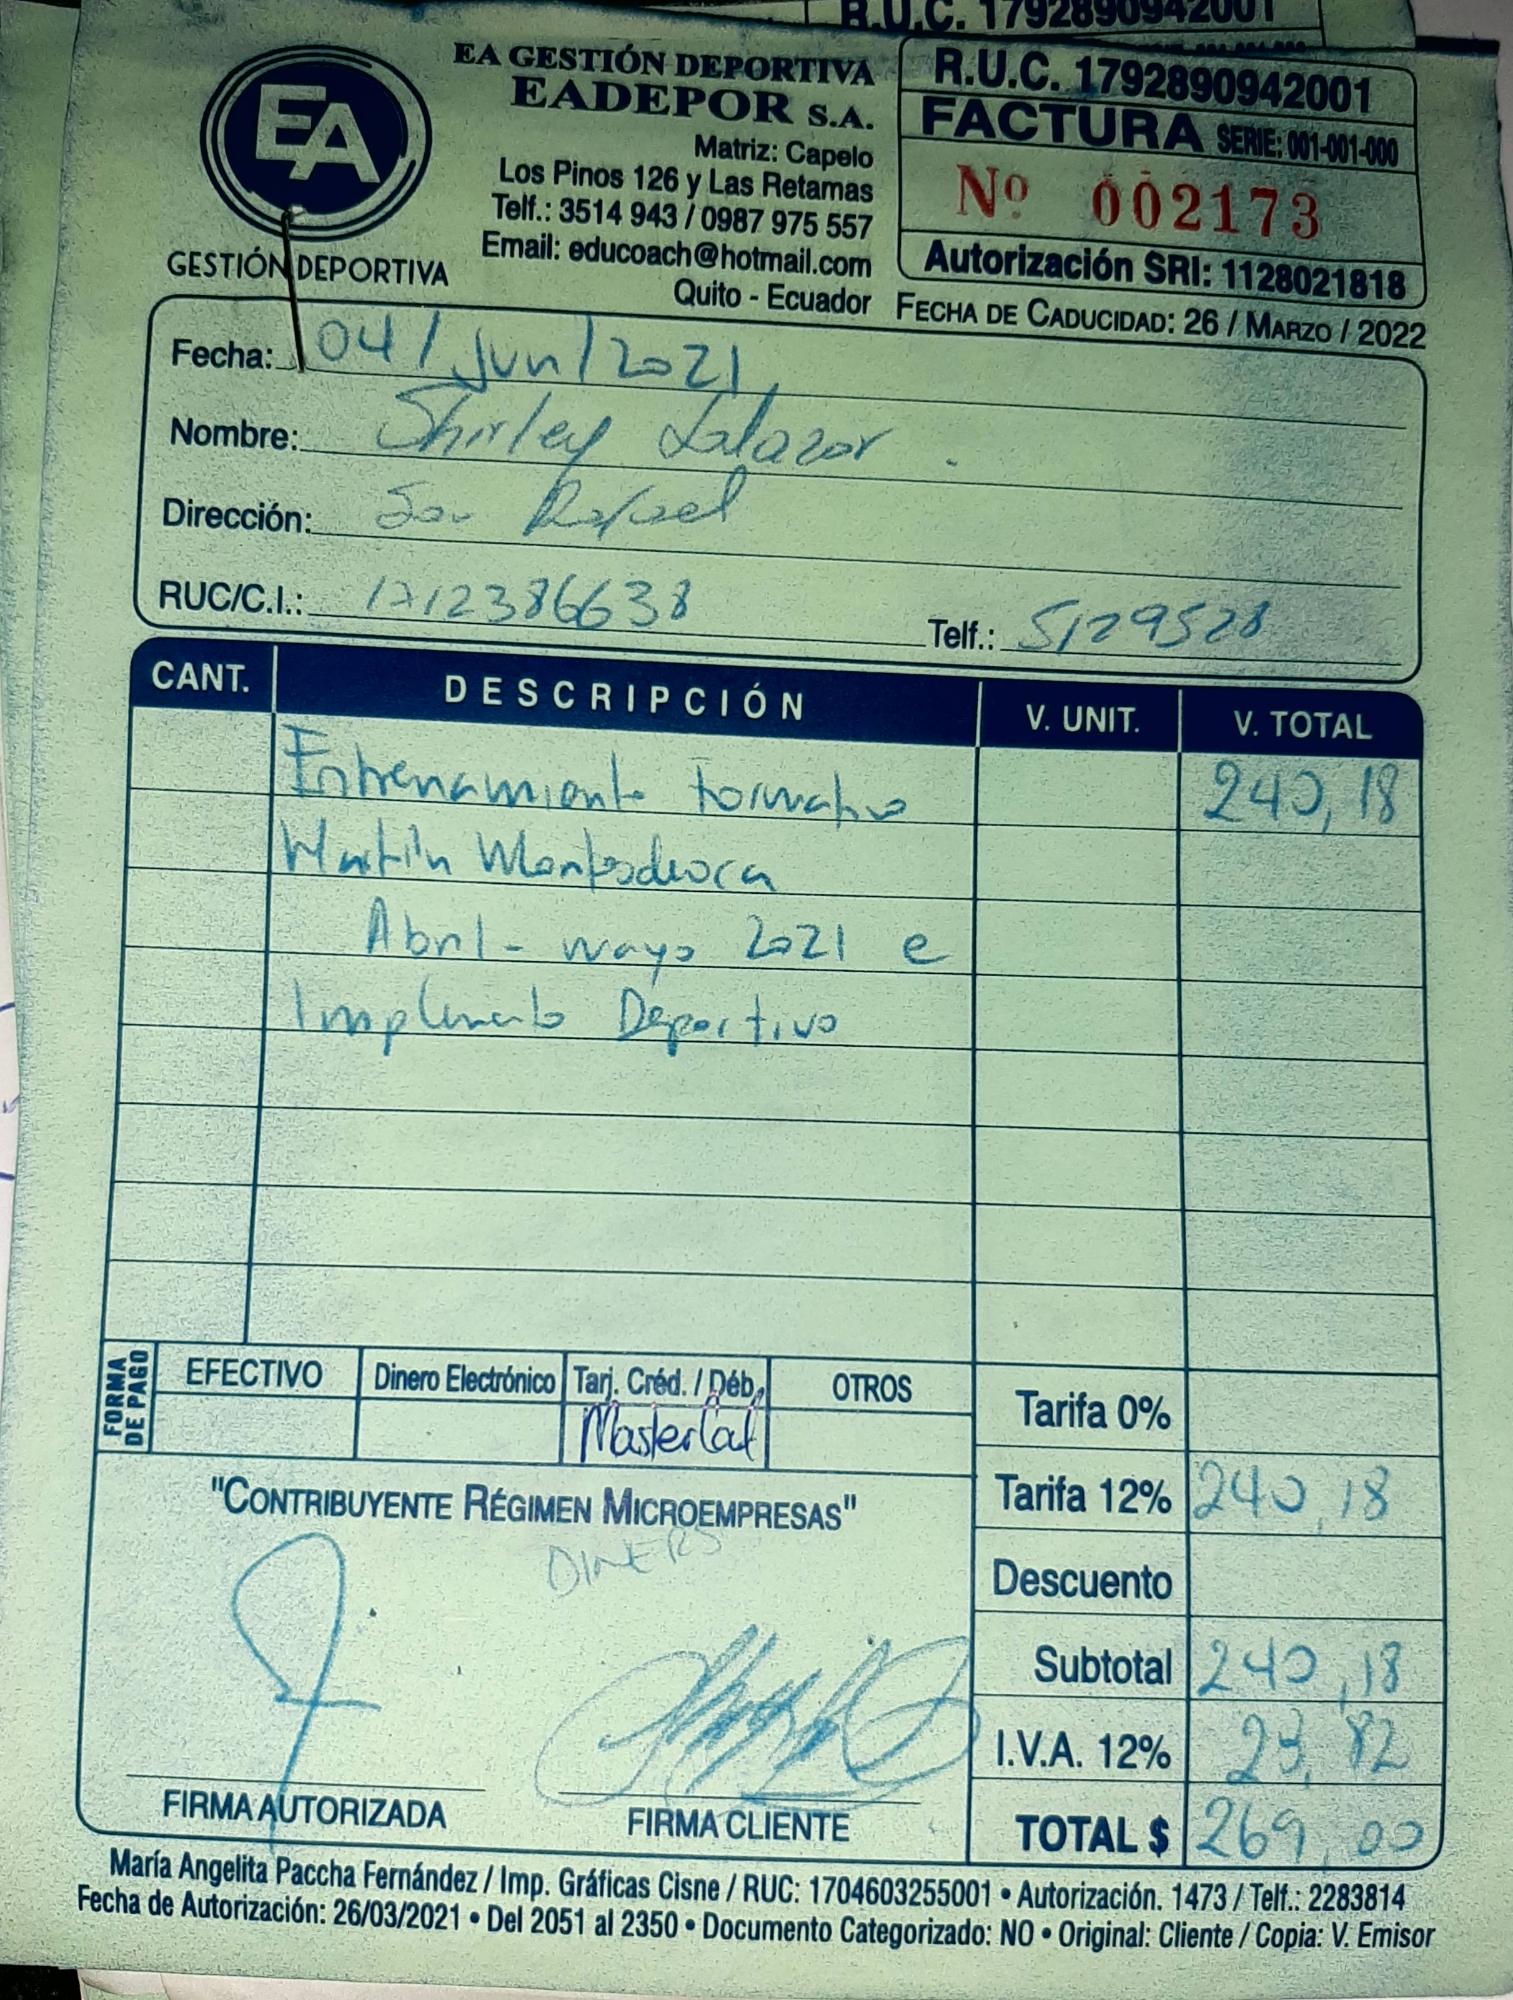 R.U.C. 1792890942001
EA
GESTIÓN DEPORTIVA
EA GESTIÓN DEPORTIVA
EADEPOR S.A.
Matriz: Capelo
Los Pinos 126 y Las Retamas
Telf.: 3514 943 / 0987 975 557
Email: educoach@hotmail.com
Quito - Ecuador
R.U.C. 1792890942001
FACTURA SERIE: 001-001-000
Nº 002173
Autorización SRI: 1128021818
FECHA DE CADUCIDAD: 26 / MARZO / 2022
Fecha: 04/Jun/2021
Nombre: Shirley Salazar.
Dirección: San Rafael
RUC/C.I.: 1712386638 Telf.: 5129528
CANT. DESCRIPCIÓN V. UNIT. V. TOTAL
Entrenamiento formativo 240,18
Martín Montesdeoca
Abril - mayo 2021 e
Implemento Deportivo
FORMA DE PAGO
EFECTIVO Dinero Electrónico Tarj. Créd. / Déb. OTROS
Tarifa 0%
"CONTRIBUYENTE RÉGIMEN MICROEMPRESAS"
DINERS
Tarifa 12% 240,18
Descuento
Subtotal 240,18
I.V.A. 12% 23,82
TOTAL $ 269,00
FIRMA AUTORIZADA
FIRMA CLIENTE
María Angelita Paccha Fernández / Imp. Gráficas Cisne / RUC: 1704603255001 • Autorización. 1473 / Telf.: 2283814
Fecha de Autorización: 26/03/2021 • Del 2051 al 2350 • Documento Categorizado: NO • Original: Cliente / Copia: V. Emisor